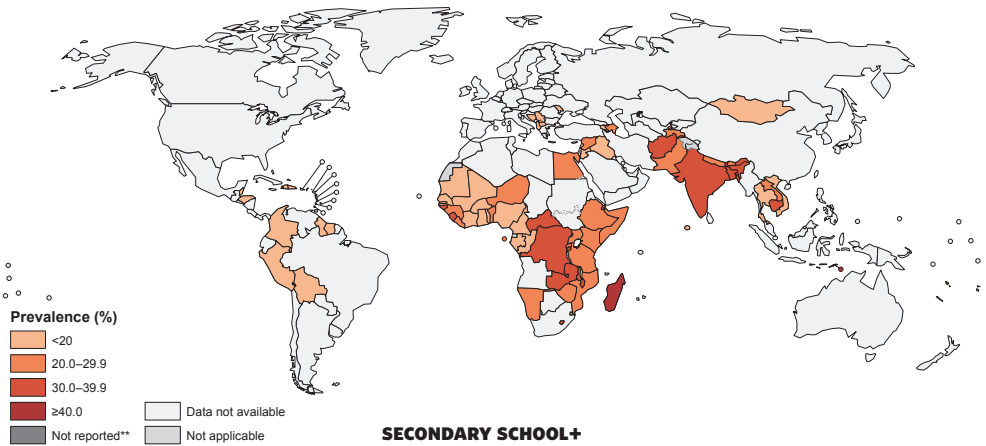 Prevalence (%)
<20
20.0–29.9
30.0–39.9
≥40.0
Not reported**
Data not available
Not applicable
SECONDARY SCHOOL+